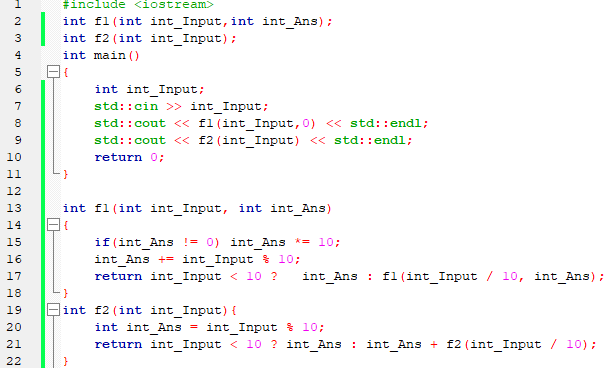 1 #include <iostream>
2 int f1(int int_Input,int int_Ans);
3 int f2(int int_Input);
4 int main()
5 {
6 int int_Input;
7 std::cin >> int_Input;
8 std::cout << f1(int_Input,0) << std::endl;
9 std::cout << f2(int_Input) << std::endl;
10 return 0;
11 }
12
13 int f1(int int_Input, int int_Ans)
14 {
15 if(int_Ans != 0) int_Ans *= 10;
16 int_Ans += int_Input % 10;
17 return int_Input < 10 ?   int_Ans : f1(int_Input / 10, int_Ans);
18 }
19 int f2(int int_Input){
20 int int_Ans = int_Input % 10;
21 return int_Input < 10 ? int_Ans : int_Ans + f2(int_Input / 10);
22 }